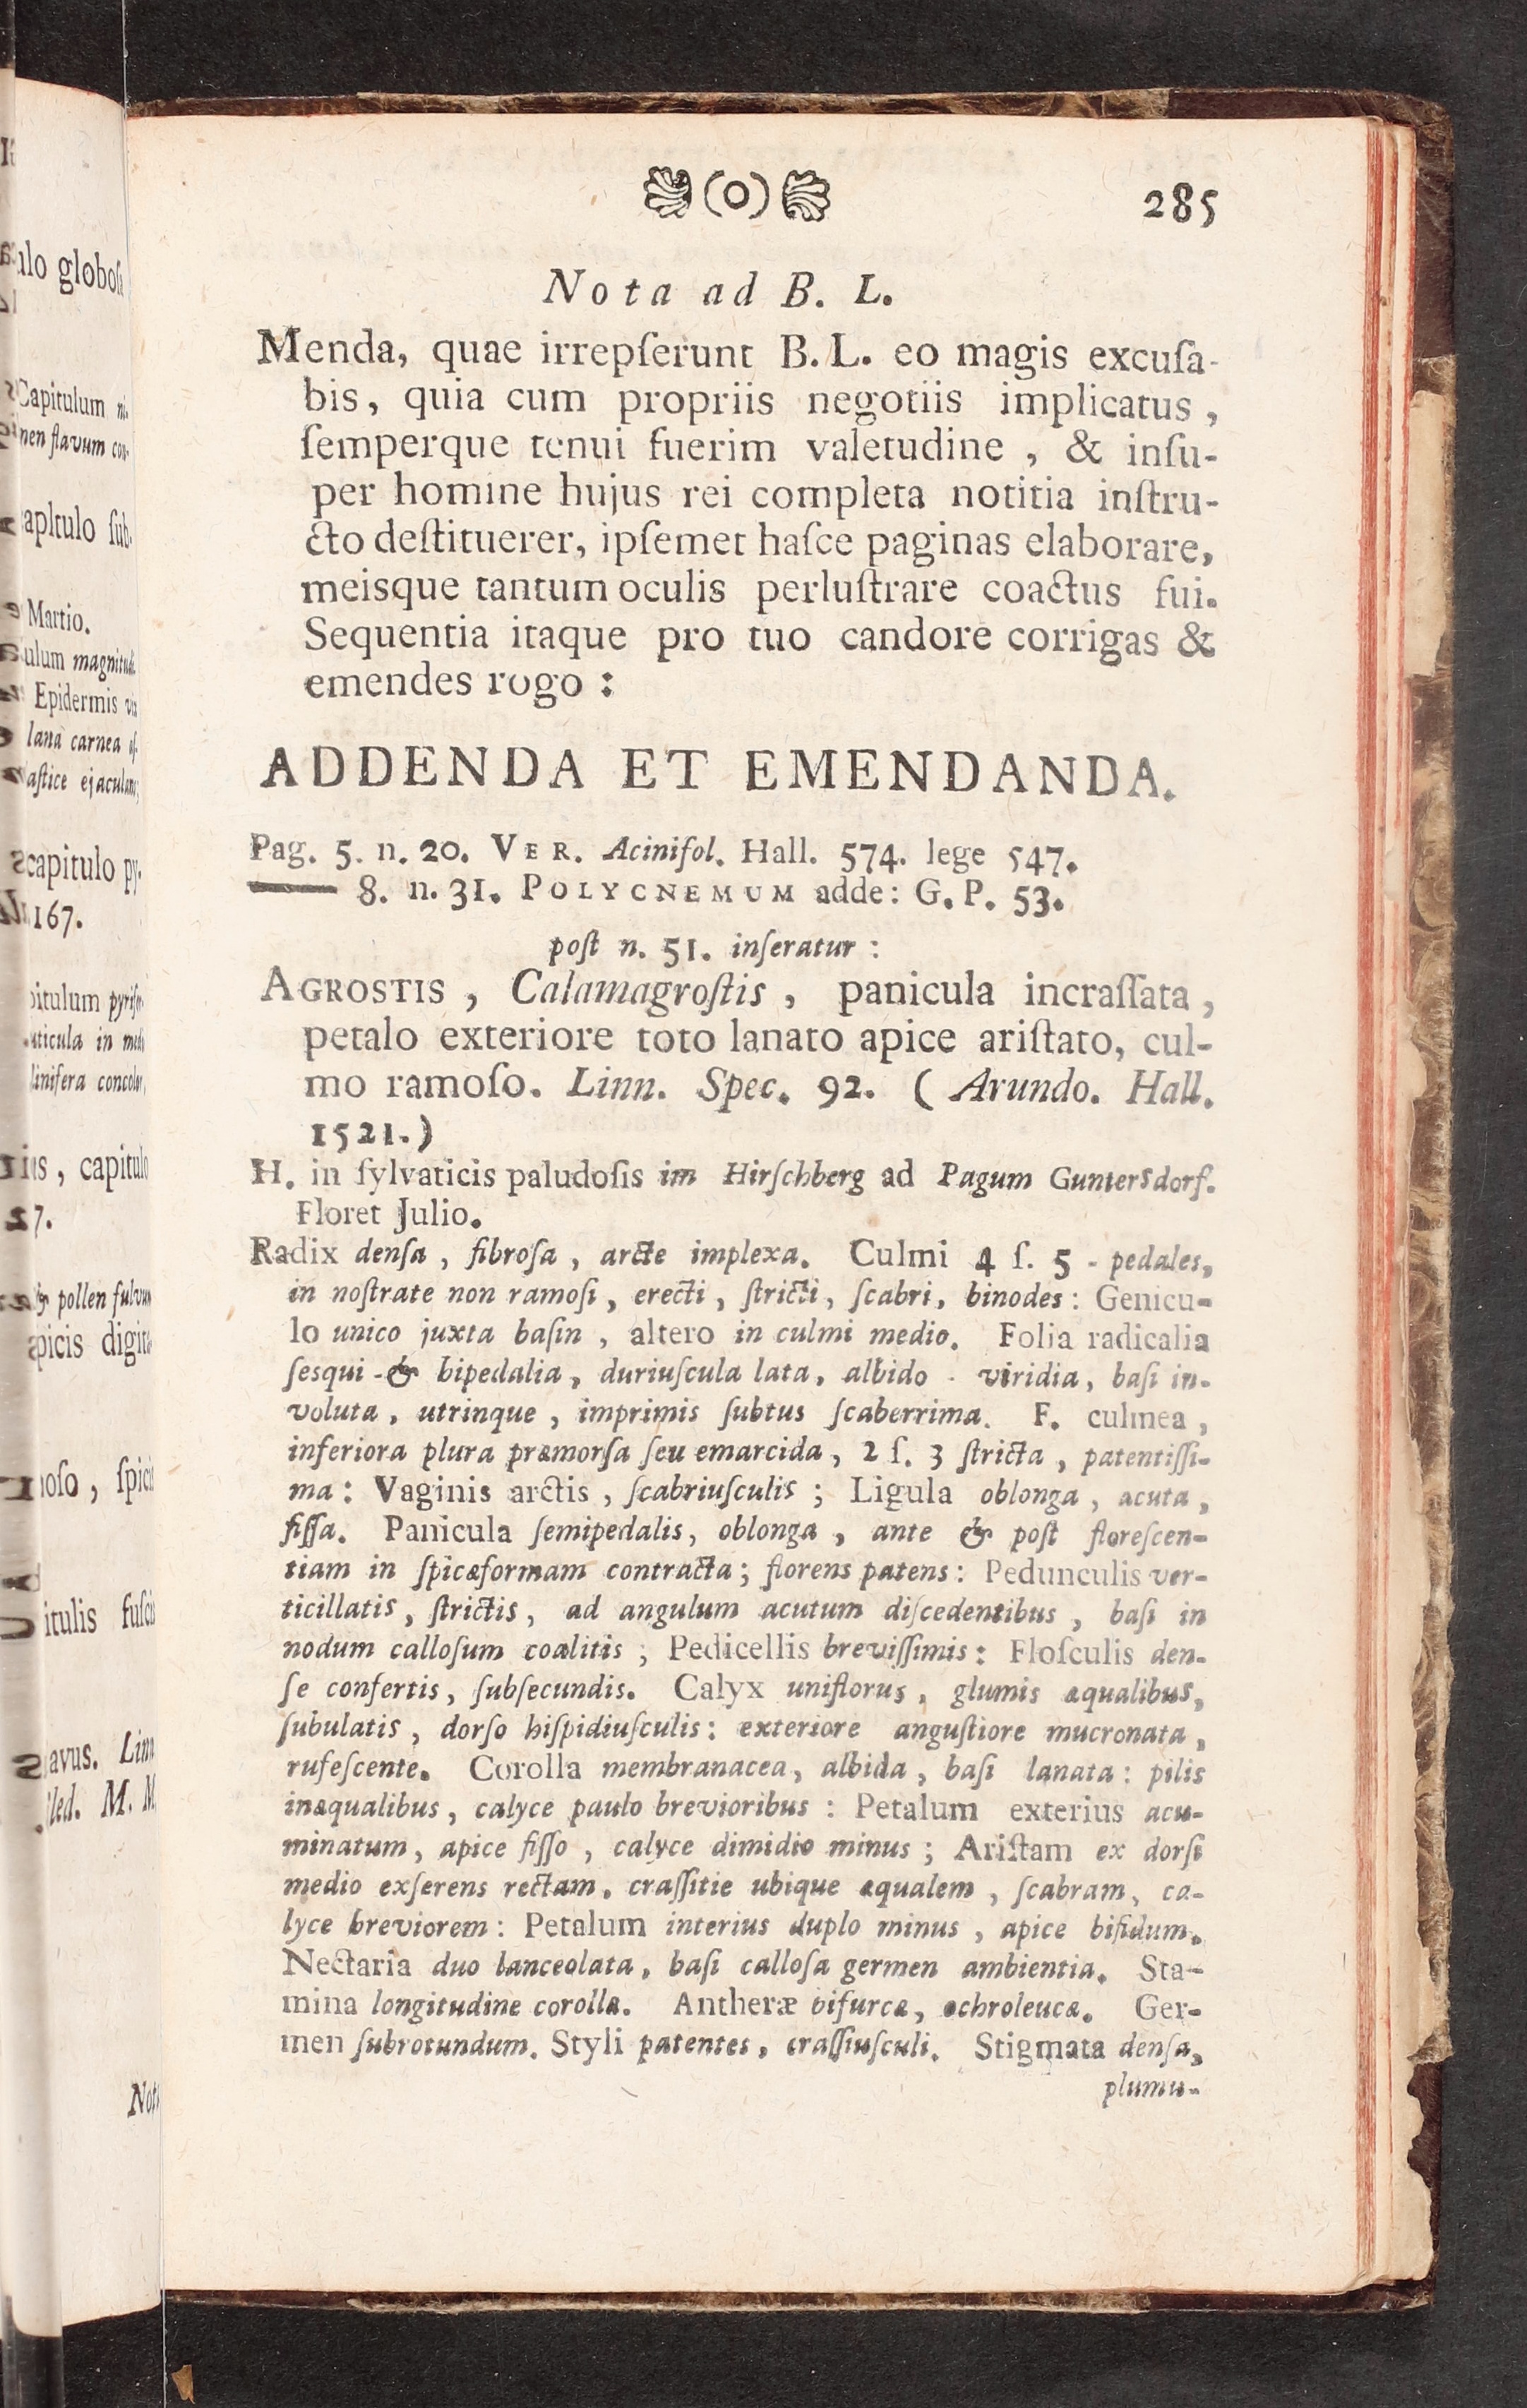 (O) 285
Nota ad B. L.
Menda, quae irrepſerunt B. L. eo magis excuſa-
bis, quia cum propriis negotiis implicatus,
ſemperque tenui fuerim valetudine, & inſu-
per homine hujus rei completa notitia inſtru-
cto deſtituerer, ipſemet haſce paginas elaborare,
meisque tantum oculis perluſtrare coactus fui.
Sequentia itaque pro tuo candore corrigas &
emendes rogo:
ADDENDA ET EMENDANDA.
Pag. 5. n. 20. VER. Acinifol. Hall. 574. lege 547.
—— 8. n. 31. POLYCNEMUM adde: G. P. 53.
poſt n. 51. inſeratur:
AGROSTIS, Calamagroſtis, panicula incraſſata,
petalo exteriore toto lanato apice ariſtato, cul-
mo ramoſo. Linn. Spec. 92. (Arundo. Hall.
1521.)
H. in ſylvaticis paludoſis im Hirſchberg ad Pagum Guntersdorf.
Floret Julio.
Radix denſa, fibroſa, arcte implexa. Culmi 4 ſ. 5 - pedales,
in noſtrate non ramoſi, erecti, ſtricti, ſcabri, binodes: Genicu-
lo unico juxta baſin, altero in culmi medio. Folia radicalia
ſesqui - & bipedalia, duriuſcula lata, albido - viridia, baſi in-
voluta, utrinque, imprimis ſubtus ſcaberrima. F. culmea,
inferiora plura præmorſa ſeu emarcida, 2 ſ. 3 ſtricta, patentiſſi-
ma: Vaginis arctis, ſcabriuſculis; Ligula oblonga, acuta,
fiſſa. Panicula ſemipedalis, oblonga, ante & poſt floreſcen-
tiam in ſpicæformam contracta; florens patens: Pedunculis ver-
ticillatis, ſtrictis, ad angulum acutum diſcedentibus, baſi in
nodum calloſum coalitis; Pedicellis breviſſimis: Floſculis den-
ſe confertis, ſubſecundis. Calyx uniflorus, glumis æqualibus,
ſubulatis, dorſo hiſpidiuſculis: exteriore anguſtiore mucronata,
rufeſcente. Corolla membranacea, albida, baſi lanata: pilis
inæqualibus, calyce paulo brevioribus: Petalum exterius acu-
minatum, apice fiſſo, calyce dimidio minus; Ariſtam ex dorſi
medio exſerens rectam, craſſitie ubique æqualem, ſcabram, ca-
lyce breviorem: Petalum interius duplo minus, apice bifidum.
Nectaria duo lanceolata, baſi calloſa germen ambientia. Sta-
mina longitudine corollæ. Antheræ bifurcæ, ochroleucæ. Ger-
men ſubrotundum. Styli patentes, craſſiuſculi. Stigmata denſa,
plumu-